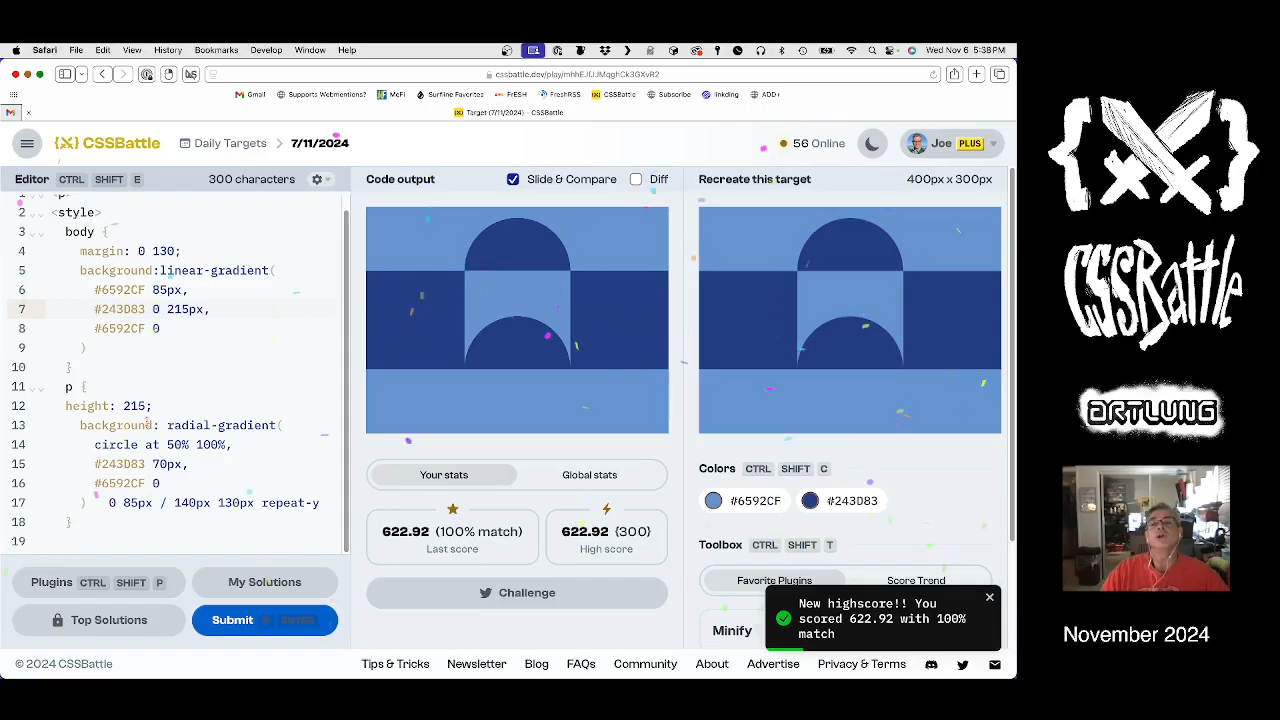 Safari File Edit View History Bookmarks Develop Window Help Wed Nov 6 5:38 PM
Gmail Supports Webmentions? MeFi Surfline Favorites FrESH FreshRSS CSSBattle Subscribe linkding ADD+
Target (7/11/2024) - CSSBattle
CSSBattle Daily Targets 7/11/2024 56 Online Joe PLUS
Editor CTRL SHIFT E 300 characters
Code output Slide & Compare Diff
Recreate this target 400px x 300px
2 <style>
3 body {
4 margin: 0 130;
5 background:linear-gradient(
6 #6592CF 85px,
7 #243D83 0 215px,
8 #6592CF 0
9 )
10 }
11 p {
12 height: 215;
13 background: radial-gradient(
14 circle at 50% 100%,
15 #243D83 70px,
16 #6592CF 0
17 ) 0 85px / 140px 130px repeat-y
18 }
19
Your stats Global stats
622.92 (100% match)
Last score
622.92 {300}
High score
Challenge
Colors CTRL SHIFT C
#6592CF #243D83
Toolbox CTRL SHIFT T
Favorite Plugins Score Trend
Minify
New highscore!! You
scored 622.92 with 100%
match
Plugins CTRL SHIFT P My Solutions
Top Solutions Submit
© 2024 CSSBattle Tips & Tricks Newsletter Blog FAQs Community About Advertise Privacy & Terms
CSSBattle
ARTLUNG
November 2024